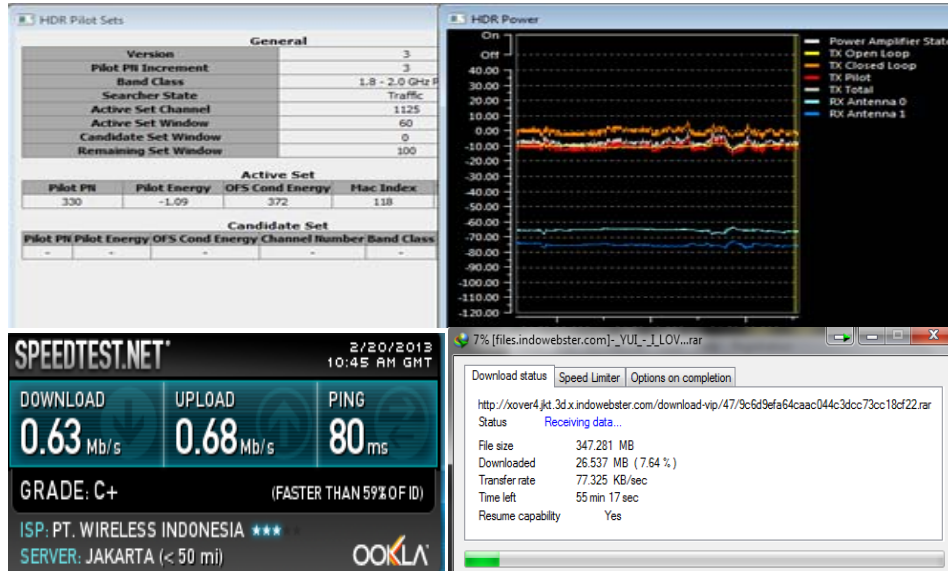 HDR Pilot Sets
General
Version 3
Pilot PN Increment 3
Band Class 1.8 - 2.0 GHz P
Searcher State Traffic
Active Set Channel 1125
Active Set Window 60
Candidate Set Window 0
Remaining Set Window 100
Active Set
Pilot PN Pilot Energy OFS Cond Energy Mac Index
330 -1.09 372 118
Candidate Set
Pilot PN Pilot Energy OFS Cond Energy Channel Number Band Class
- - - - -
HDR Power
On
Off
40.00
30.00
20.00
10.00
0.00
-10.00
-20.00
-30.00
-40.00
-50.00
-60.00
-70.00
-80.00
-90.00
-100.00
-110.00
-120.00
Power Amplifier State
TX Open Loop
TX Closed Loop
TX Pilot
TX Total
RX Antenna 0
RX Antenna 1
SPEEDTEST.NET
2/20/2013
10:45 AM GMT
DOWNLOAD UPLOAD PING
0.63 Mb/s 0.68 Mb/s 80 ms
GRADE: C+ (FASTER THAN 59% OF ID)
ISP: PT. WIRELESS INDONESIA ★★★
SERVER: JAKARTA (< 50 mi)
OOKLA
7% [files.indowebster.com]-_YUI_-_I_LOV...rar
Download status Speed Limiter Options on completion
http://xover4.jkt.3d.x.indowebster.com/download-vip/47/9c6d9efa64caac044c3dcc73cc18cf22.rar
Status Receiving data...
File size 347.281 MB
Downloaded 26.537 MB ( 7.64 % )
Transfer rate 77.325 KB/sec
Time left 55 min 17 sec
Resume capability Yes